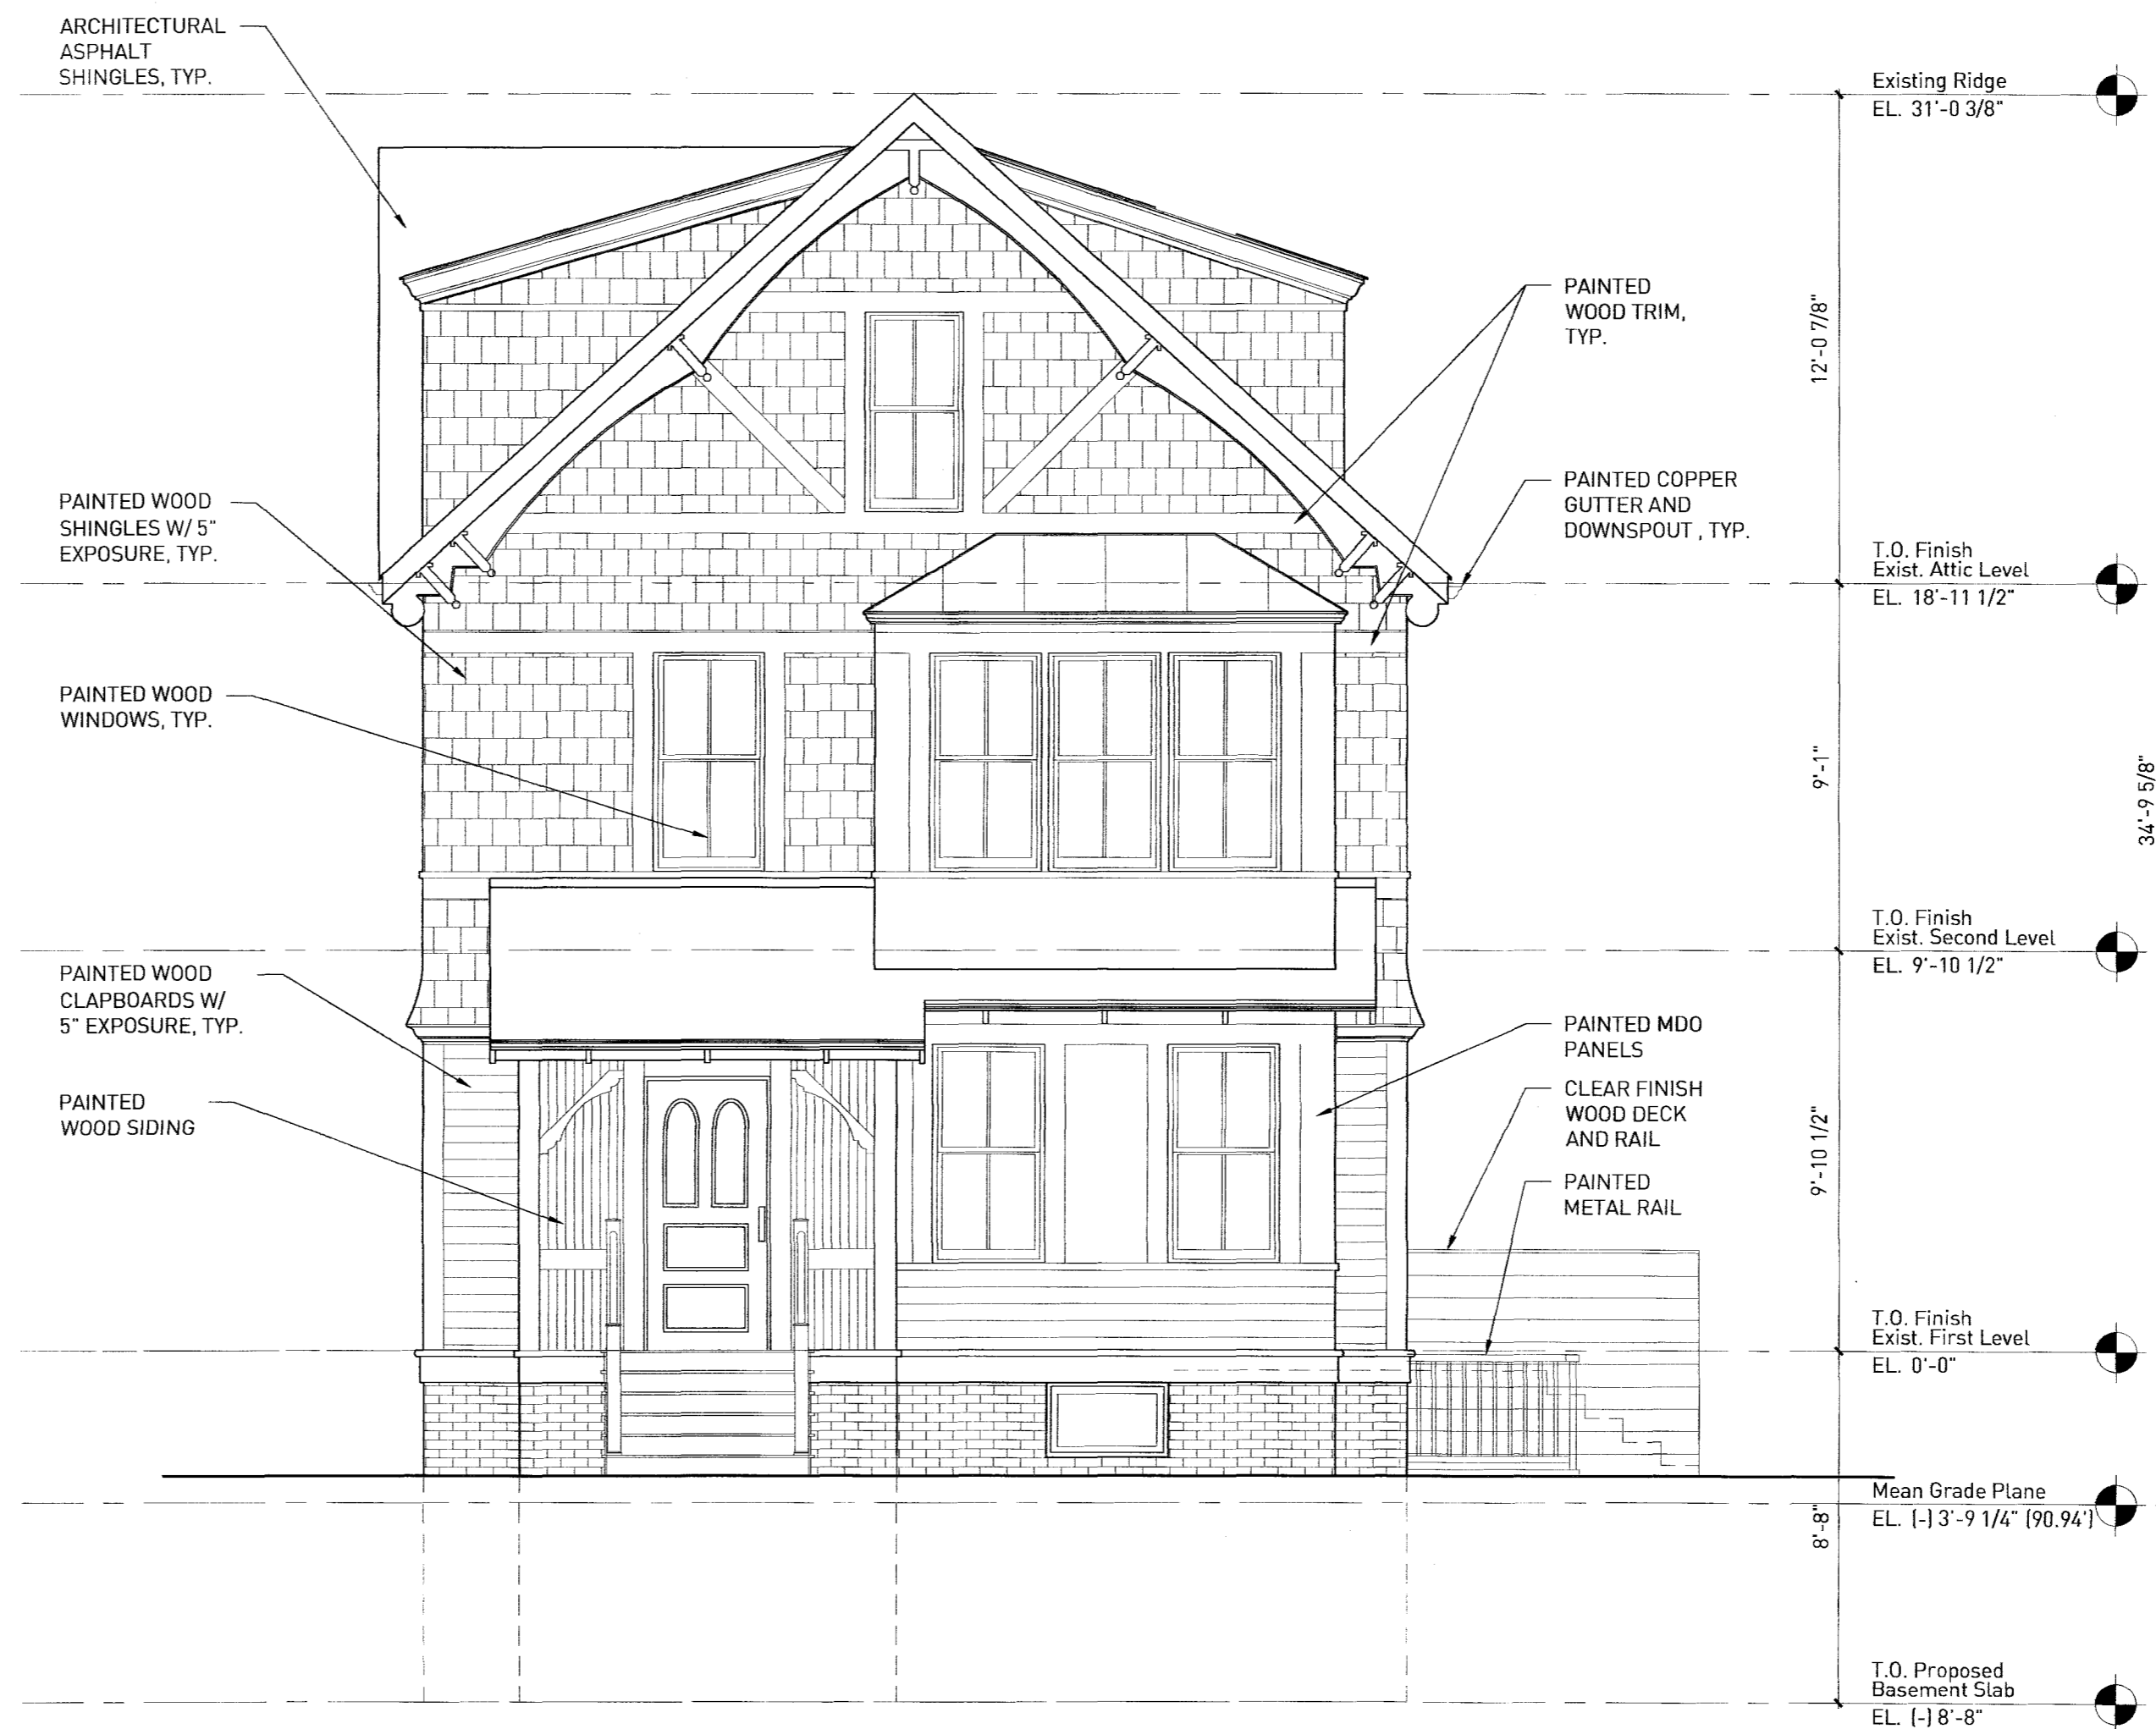 ARCHITECTURAL
ASPHALT
SHINGLES, TYP.
PAINTED WOOD
SHINGLES W/ 5"
EXPOSURE, TYP.
PAINTED WOOD
WINDOWS, TYP.
PAINTED WOOD
CLAPBOARDS W/
5" EXPOSURE, TYP.
PAINTED
WOOD SIDING
PAINTED
WOOD TRIM,
TYP.
PAINTED COPPER
GUTTER AND
DOWNSPOUT , TYP.
PAINTED MDO
PANELS
CLEAR FINISH
WOOD DECK
AND RAIL
PAINTED
METAL RAIL
12'-0 7/8"
9'-1"
9'-10 1/2"
8'-8"
Existing Ridge
EL. 31'-0 3/8"
T.O. Finish
Exist. Attic Level
EL. 18'-11 1/2"
T.O. Finish
Exist. Second Level
EL. 9'-10 1/2"
T.O. Finish
Exist. First Level
EL. 0'-0"
Mean Grade Plane
EL. (-) 3'-9 1/4" (90.94')
T.O. Proposed
Basement Slab
EL. (-) 8'-8"
34'-9 5/8"